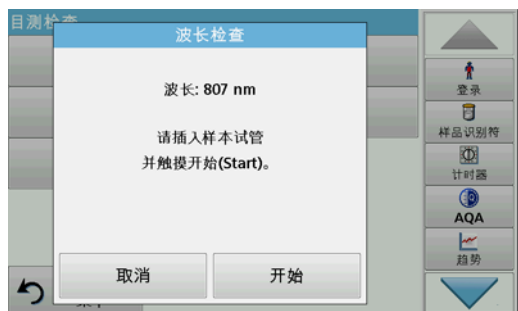 目测检查
波长检查
波长: 807 nm
请插入样本试管
并触摸开始(Start)。
取消
开始
登录
样品识别符
计时器
AQA
趋势